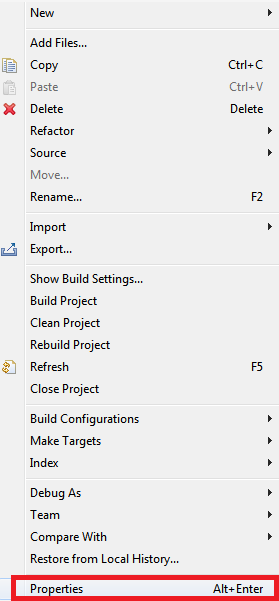 New
Add Files...
Copy Ctrl+C
Paste Ctrl+V
Delete Delete
Refactor
Source
Move...
Rename... F2
Import
Export...
Show Build Settings...
Build Project
Clean Project
Rebuild Project
Refresh F5
Close Project
Build Configurations
Make Targets
Index
Debug As
Team
Compare With
Restore from Local History...
Properties Alt+Enter